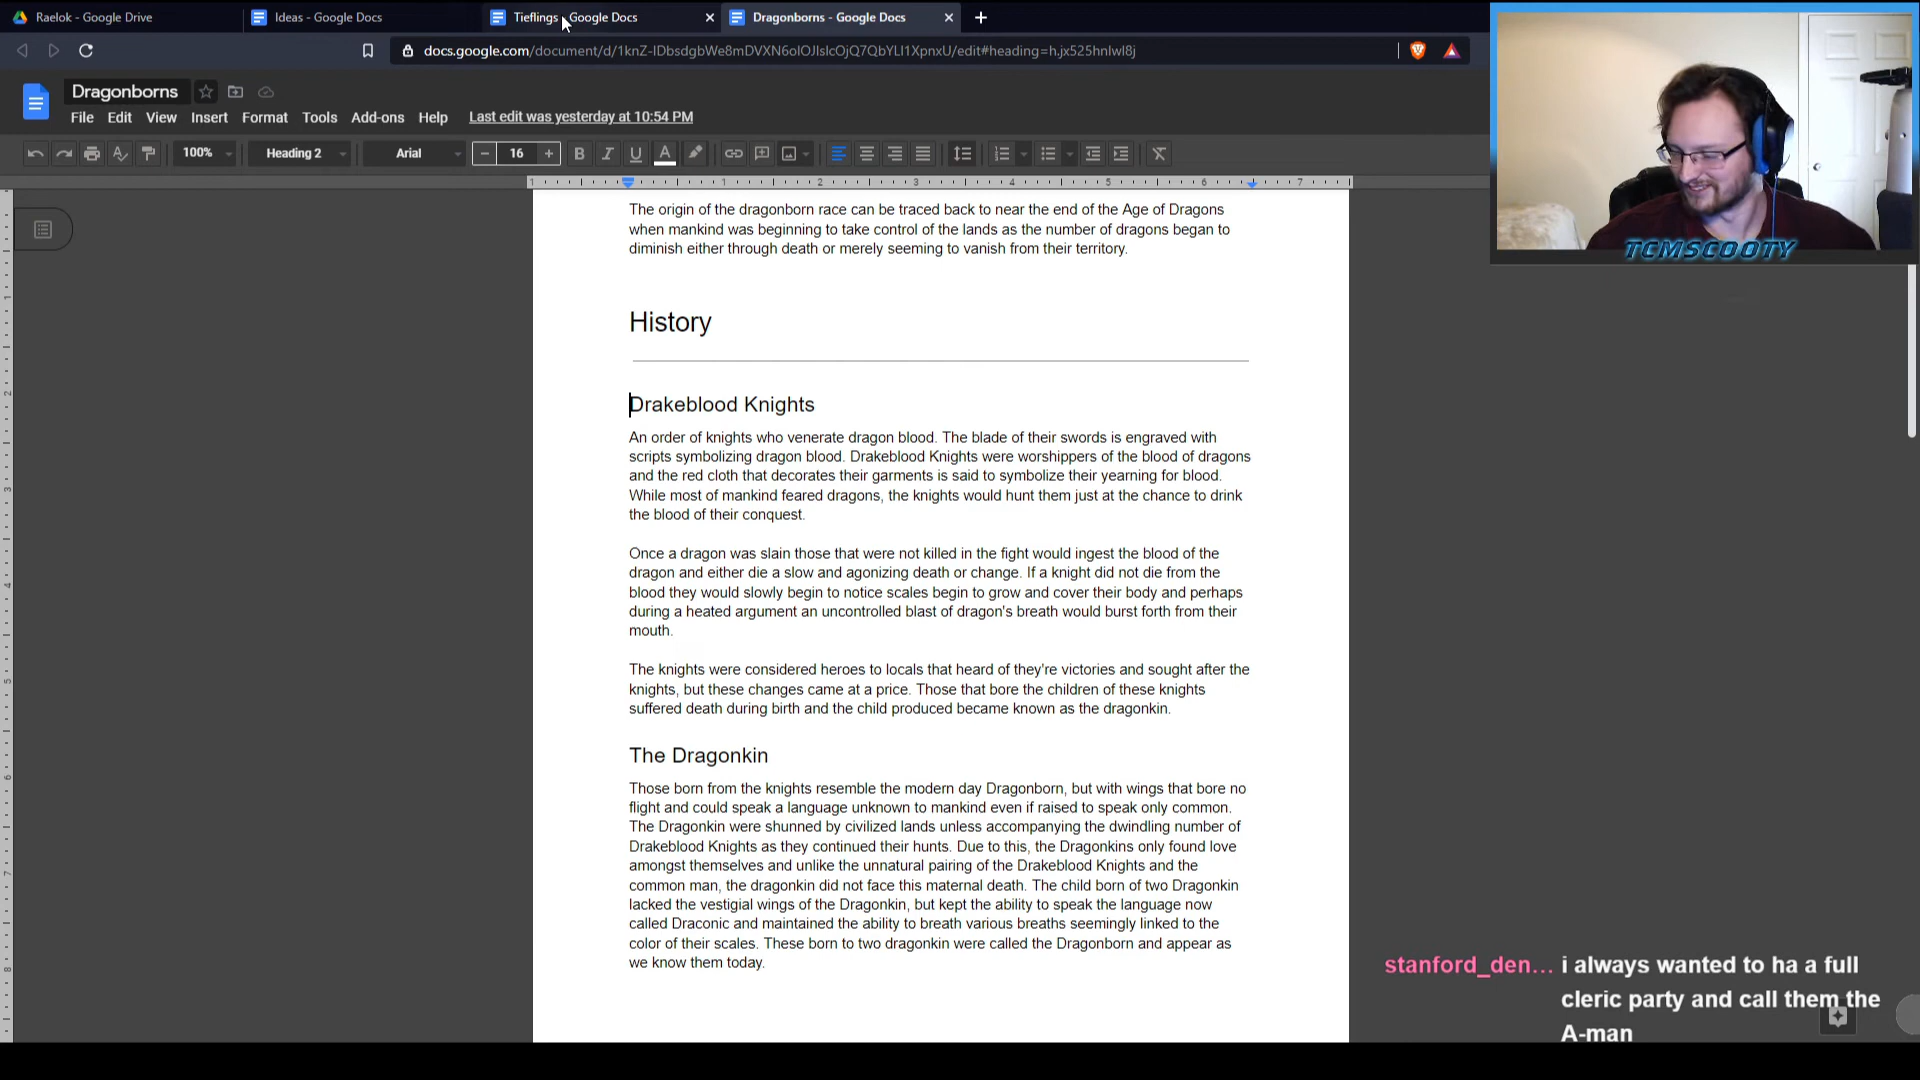 Raelok - Google Drive
Ideas - Google Docs
Tieflings - Google Docs
Dragonborns - Google Docs
docs.google.com/document/d/1knZ-IDbsdgbWe8mDVXN6olOJIslcOjQ7QbYLI1XpnxU/edit#heading=h.jx525hnlwl8j
Dragonborns
File Edit View Insert Format Tools Add-ons Help Last edit was yesterday at 10:54 PM
100% Heading 2 Arial 16
1 1 2 3 4 5 6 7
The origin of the dragonborn race can be traced back to near the end of the Age of Dragons
when mankind was beginning to take control of the lands as the number of dragons began to
diminish either through death or merely seeming to vanish from their territory.
History
Drakeblood Knights
An order of knights who venerate dragon blood. The blade of their swords is engraved with
scripts symbolizing dragon blood. Drakeblood Knights were worshippers of the blood of dragons
and the red cloth that decorates their garments is said to symbolize their yearning for blood.
While most of mankind feared dragons, the knights would hunt them just at the chance to drink
the blood of their conquest.
Once a dragon was slain those that were not killed in the fight would ingest the blood of the
dragon and either die a slow and agonizing death or change. If a knight did not die from the
blood they would slowly begin to notice scales begin to grow and cover their body and perhaps
during a heated argument an uncontrolled blast of dragon's breath would burst forth from their
mouth.
The knights were considered heroes to locals that heard of they're victories and sought after the
knights, but these changes came at a price. Those that bore the children of these knights
suffered death during birth and the child produced became known as the dragonkin.
The Dragonkin
Those born from the knights resemble the modern day Dragonborn, but with wings that bore no
flight and could speak a language unknown to mankind even if raised to speak only common.
The Dragonkin were shunned by civilized lands unless accompanying the dwindling number of
Drakeblood Knights as they continued their hunts. Due to this, the Dragonkins only found love
amongst themselves and unlike the unnatural pairing of the Drakeblood Knights and the
common man, the dragonkin did not face this maternal death. The child born of two Dragonkin
lacked the vestigial wings of the Dragonkin, but kept the ability to speak the language now
called Draconic and maintained the ability to breath various breaths seemingly linked to the
color of their scales. These born to two dragonkin were called the Dragonborn and appear as
we know them today.
TCMSCOOTY
stanford_den... i always wanted to ha a full
cleric party and call them the
A-man